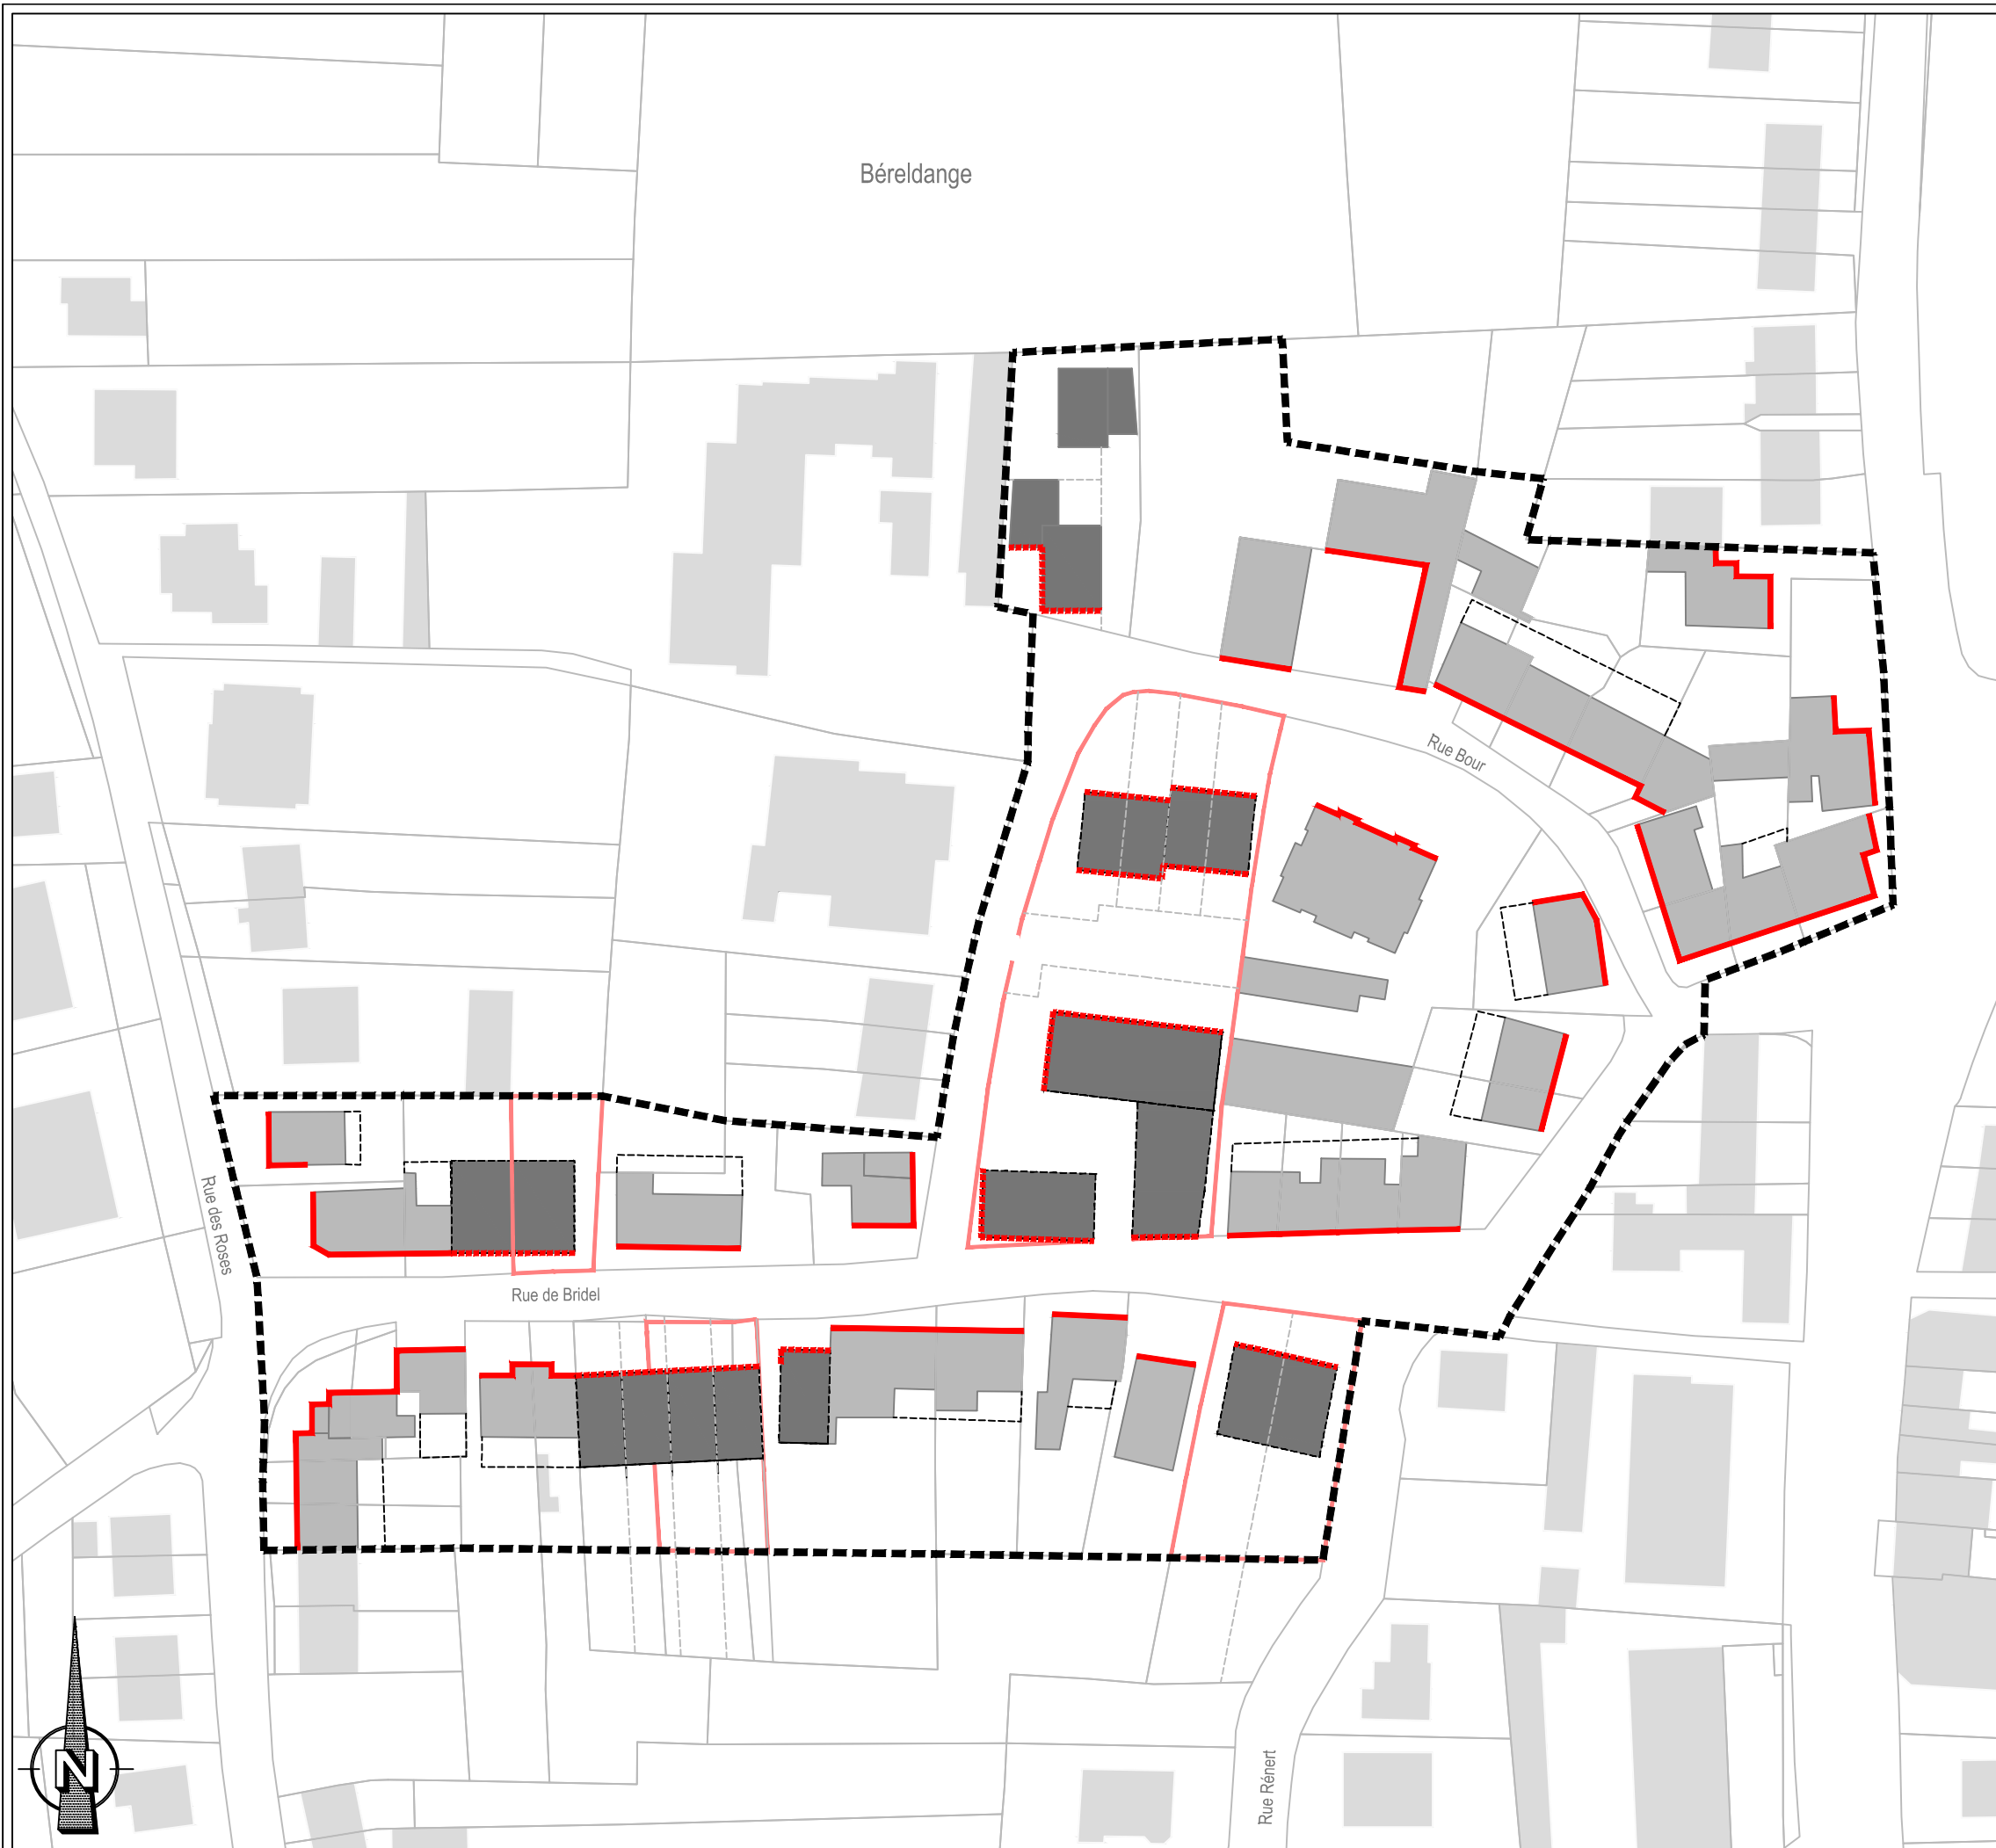 Béreldange
Rue Bour
Rue des Roses
Rue de Bridel
Rue Rénert
N